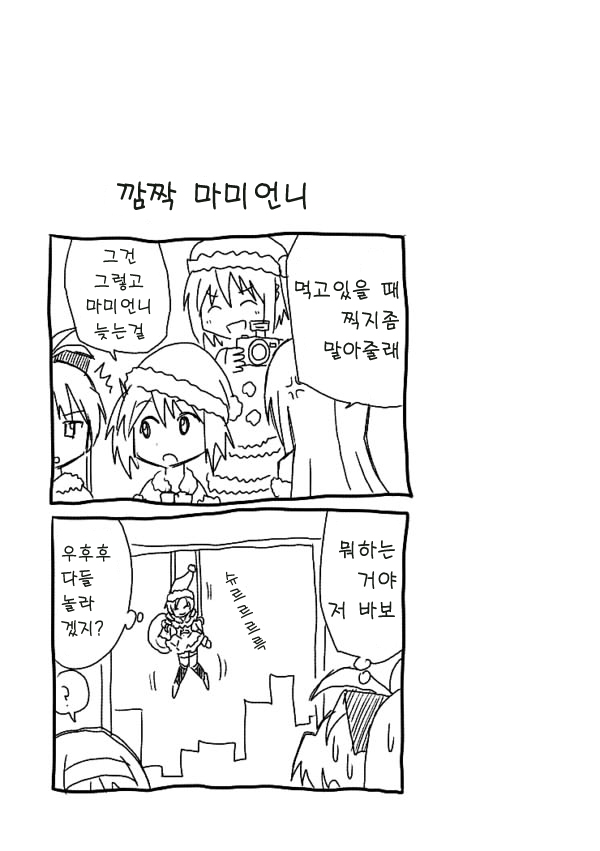 깜짝 마미언니
먹고있을 때
찍지좀
말아줄래
그건
그렇고
마미언니
늦는걸
뭐하는
거야
저 바보
슈르르르륵
우후후
다들
놀라
겠지?
?